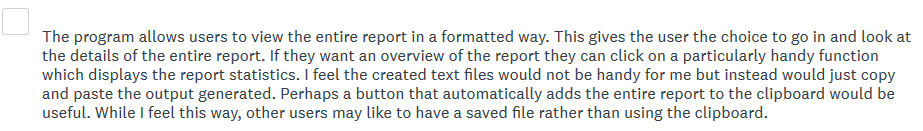 The program allows users to view the entire report in a formatted way. This gives the user the choice to go in and look at
the details of the entire report. If they want an overview of the report they can click on a particularly handy function
which displays the report statistics. I feel the created text files would not be handy for me but instead would just copy
and paste the output generated. Perhaps a button that automatically adds the entire report to the clipboard would be
useful. While I feel this way, other users may like to have a saved file rather than using the clipboard.